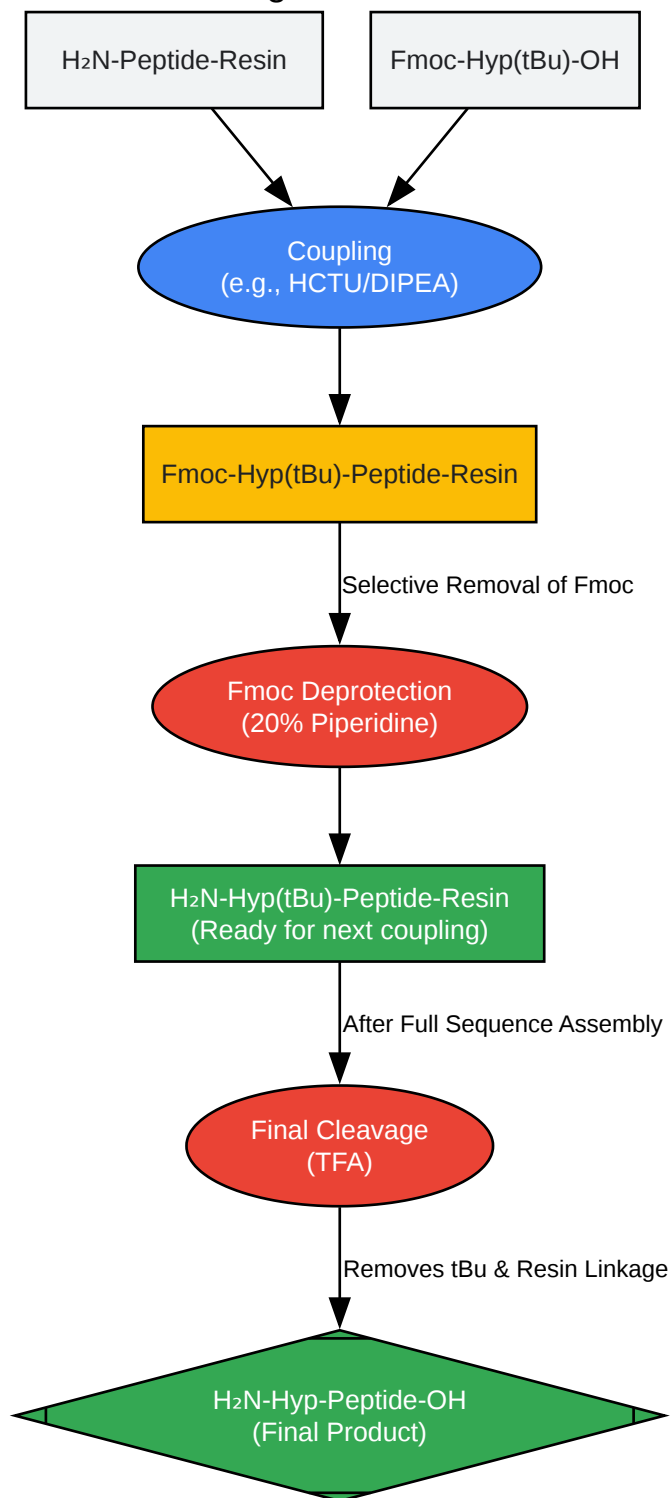 H₂N-Peptide-Resin
Fmoc-Hyp(tBu)-OH
Coupling
(e.g., HCTU/DIPEA)
Fmoc-Hyp(tBu)-Peptide-Resin
Selective Removal of Fmoc
Fmoc Deprotection
(20% Piperidine)
H₂N-Hyp(tBu)-Peptide-Resin
(Ready for next coupling)
After Full Sequence Assembly
Final Cleavage
(TFA)
Removes tBu & Resin Linkage
H₂N-Hyp-Peptide-OH
(Final Product)